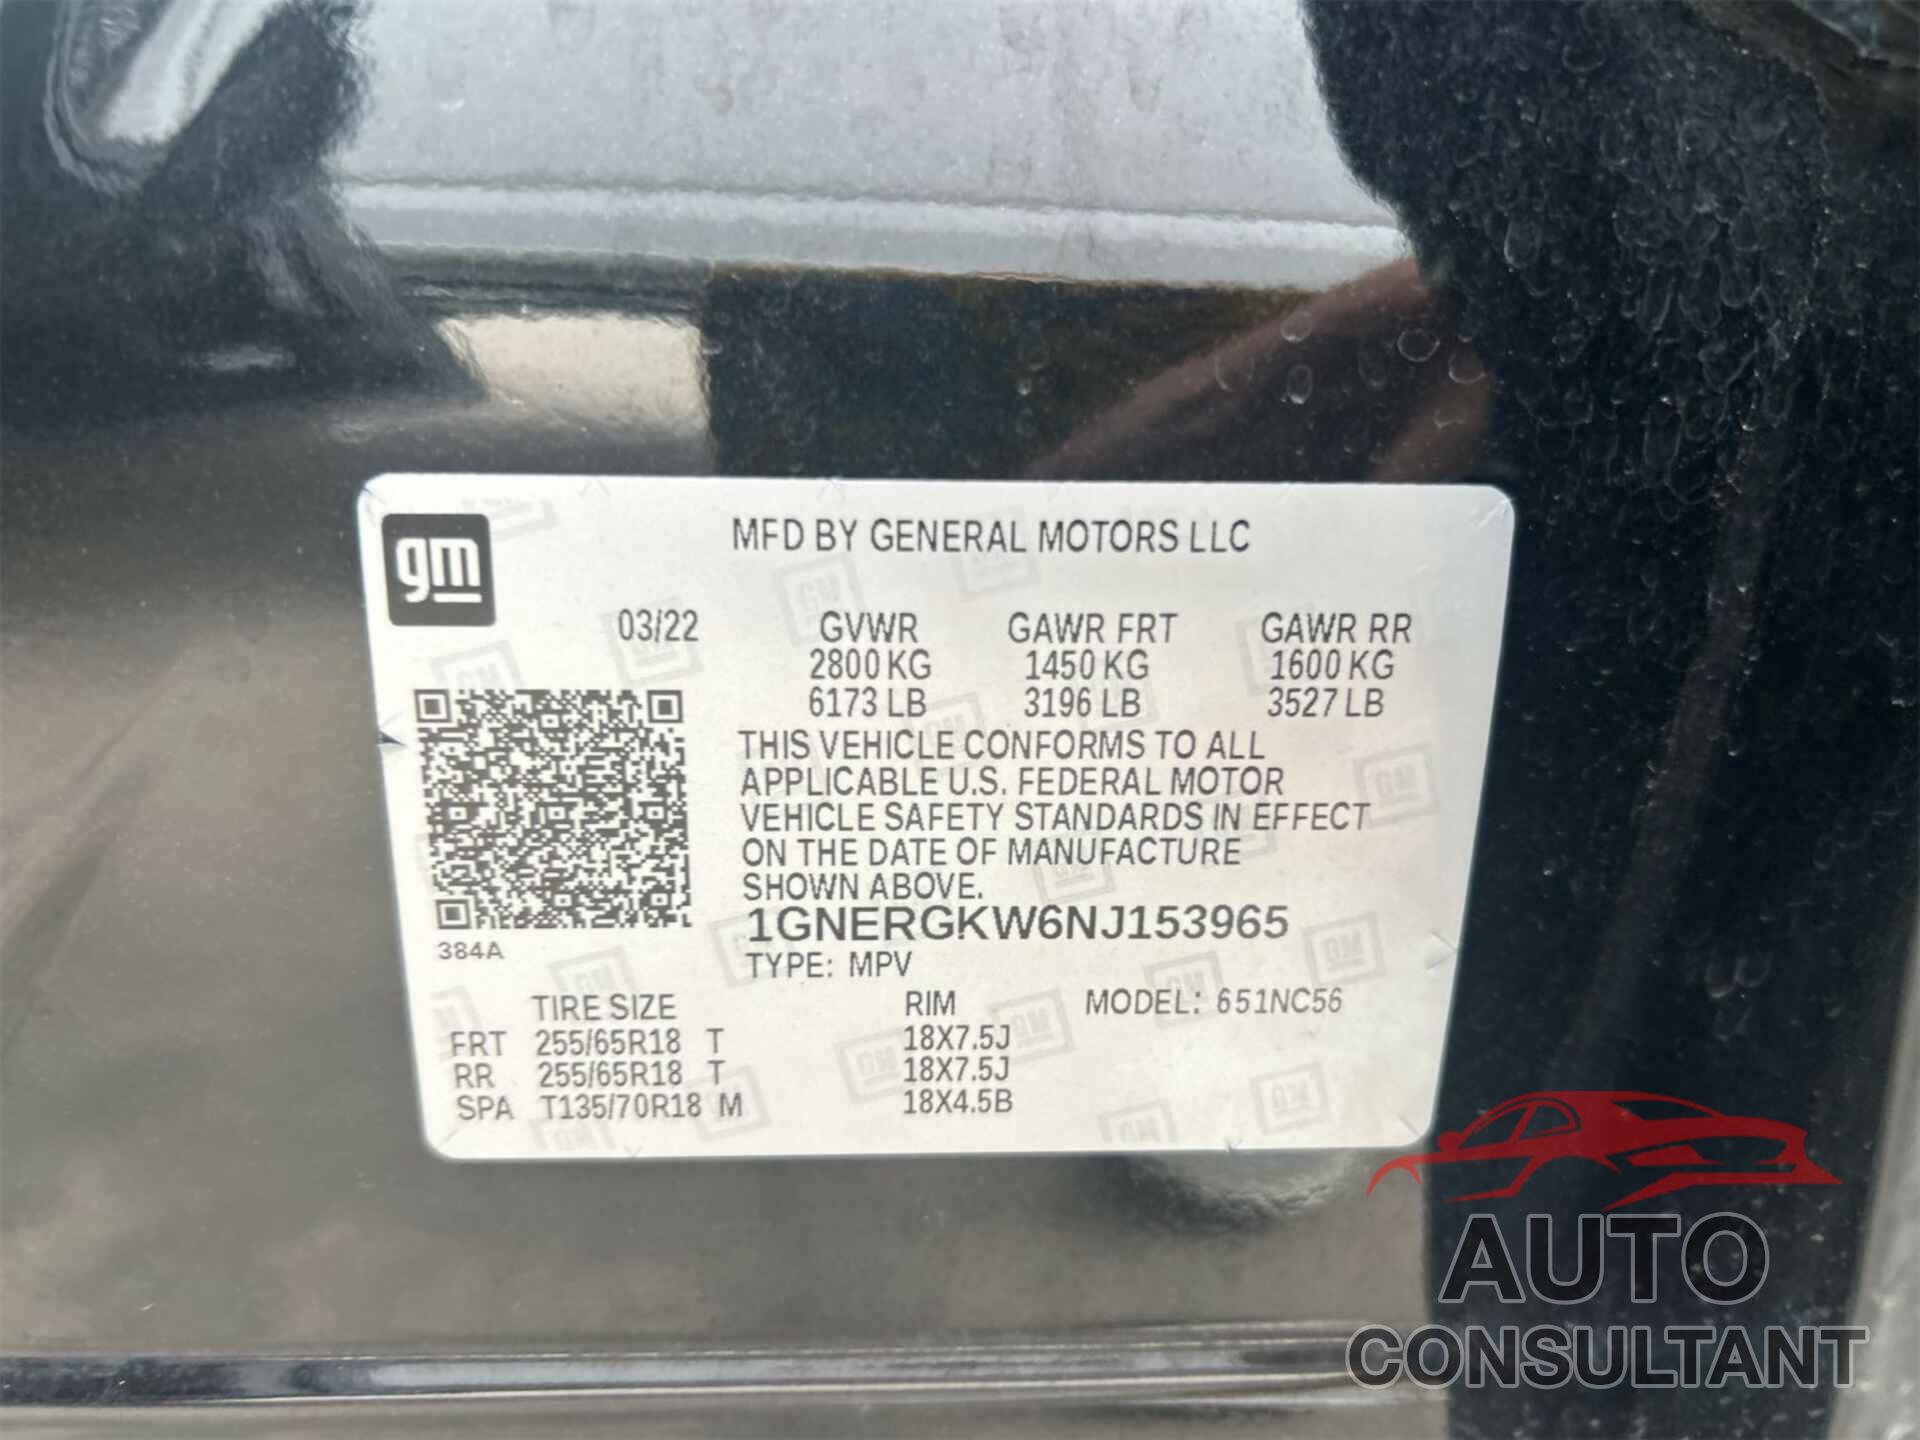 gm
MFD BY GENERAL MOTORS LLC
03/22 GVWR GAWR FRT GAWR RR
2800 KG 1450 KG 1600 KG
6173 LB 3196 LB 3527 LB
THIS VEHICLE CONFORMS TO ALL
APPLICABLE U.S. FEDERAL MOTOR
VEHICLE SAFETY STANDARDS IN EFFECT
ON THE DATE OF MANUFACTURE
SHOWN ABOVE.
1GNERGKW6NJ153965
384A
TYPE: MPV
TIRE SIZE RIM MODEL: 651NC56
FRT 255/65R18 T 18X7.5J
RR 255/65R18 T 18X7.5J
SPA T135/70R18 M 18X4.5B
AUTO
CONSULTANT